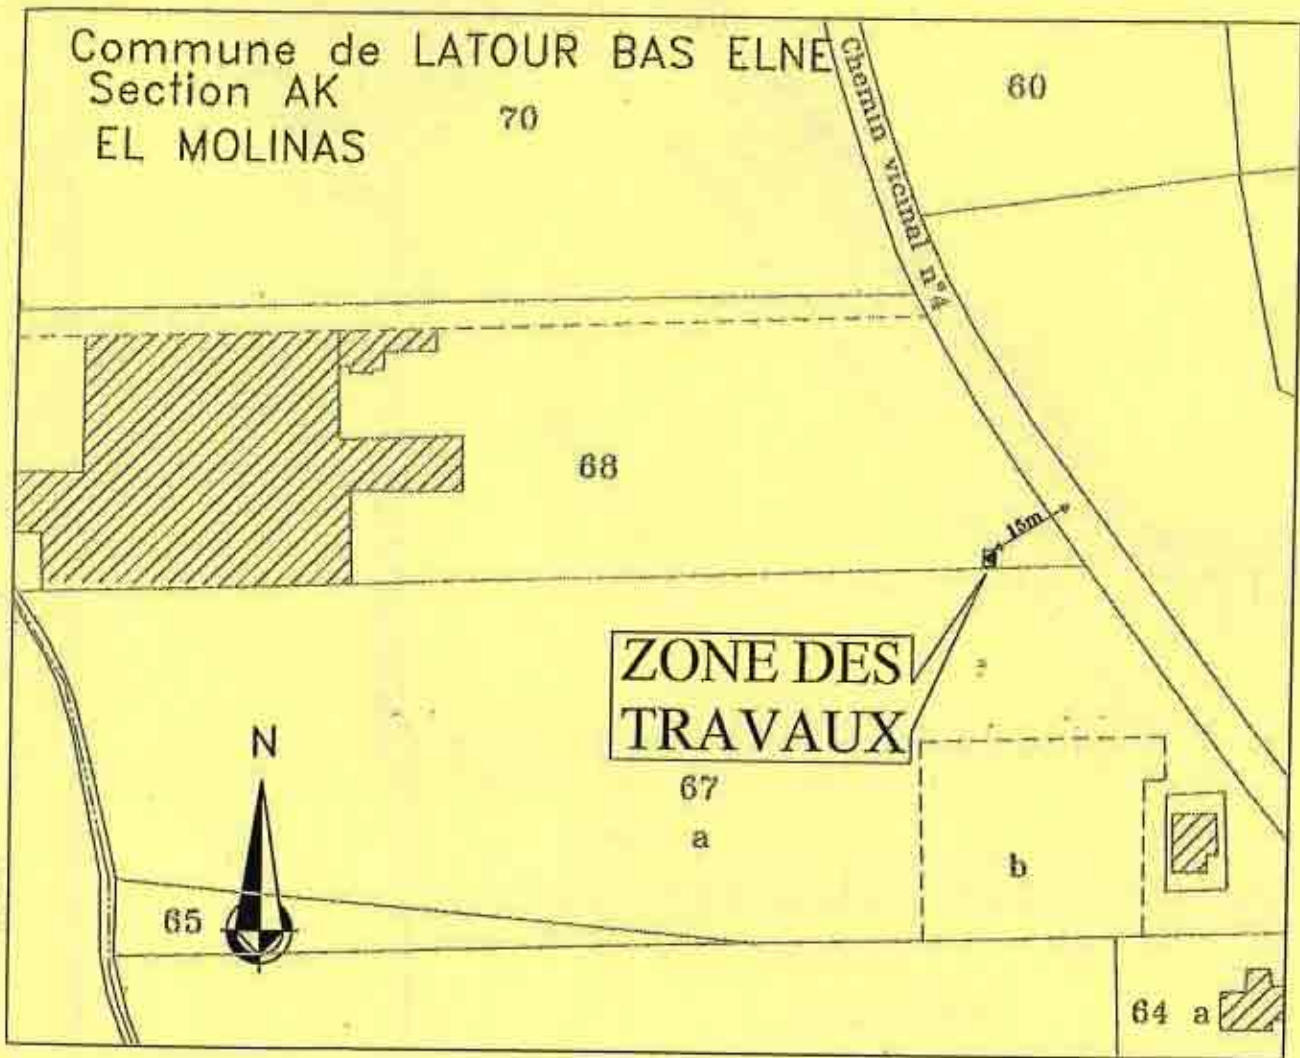 Commune de LATOUR BAS ELNE
Section AK
EL MOLINAS
70
60
Chemin vicinal n°4
68
15m
ZONE DES
TRAVAUX
N
67
a
b
65
64 a